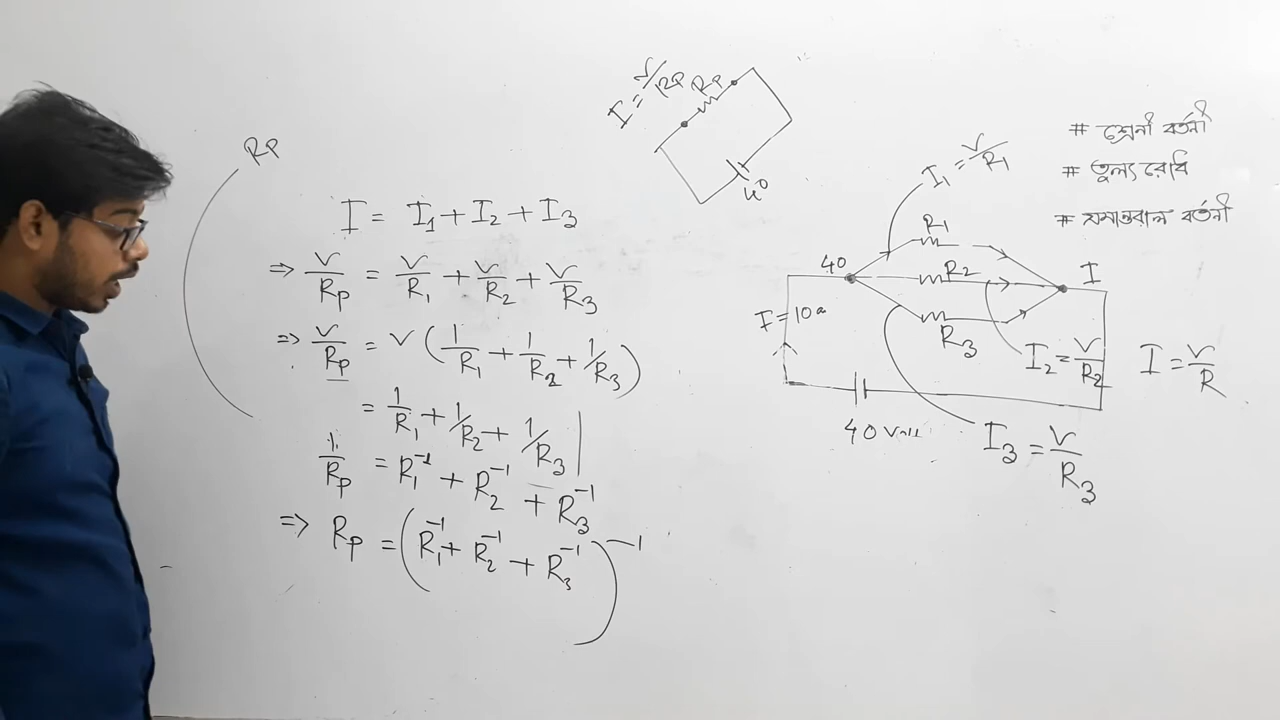 Rp
I = I₁ + I₂ + I₃
⇒ V/Rp = V/R₁ + V/R₂ + V/R₃
⇒ V/Rp = V (1/R₁ + 1/R₂ + 1/R₃)
= 1/R₁ + 1/R₂ + 1/R₃
1/Rp = R₁⁻¹ + R₂⁻¹ + R₃⁻¹
⇒ Rp = (R₁⁻¹ + R₂⁻¹ + R₃⁻¹)⁻¹
I = V/Rp
Rp
40
I₁ = V/R₁
R₁
40
R₂
I
I = 10a
R₃
I₂ = V/R₂
I = V/R
40 Volt
I₃ = V/R₃
# শ্রেনী বর্তনী
# তুল্য রোধ
# সমান্তরাল বর্তনী